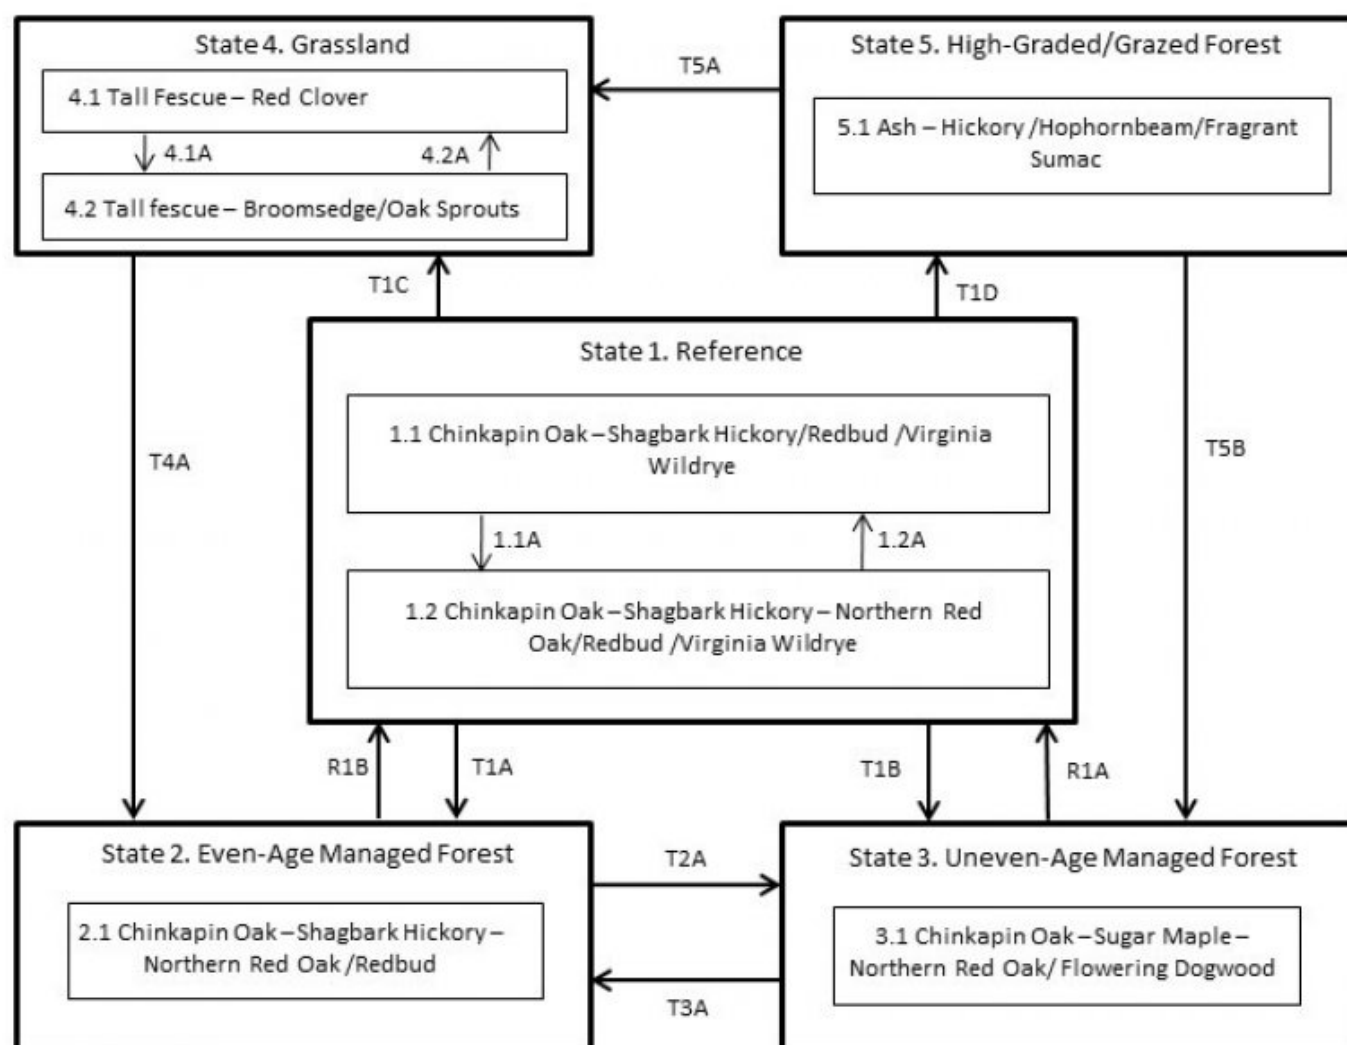 State 4. Grassland
4.1 Tall Fescue – Red Clover
4.1A
4.2A
4.2 Tall fescue – Broomsedge/Oak Sprouts
T5A
State 5. High-Graded/Grazed Forest
5.1 Ash – Hickory /Hophornbeam/Fragrant
Sumac
T1C
T1D
State 1. Reference
1.1 Chinkapin Oak – Shagbark Hickory/Redbud /Virginia
Wildrye
1.1A
1.2A
1.2 Chinkapin Oak – Shagbark Hickory – Northern Red
Oak/Redbud /Virginia Wildrye
T4A
T5B
R1B
T1A
T1B
R1A
State 2. Even-Age Managed Forest
2.1 Chinkapin Oak – Shagbark Hickory –
Northern Red Oak /Redbud
T2A
T3A
State 3. Uneven-Age Managed Forest
3.1 Chinkapin Oak – Sugar Maple –
Northern Red Oak/ Flowering Dogwood